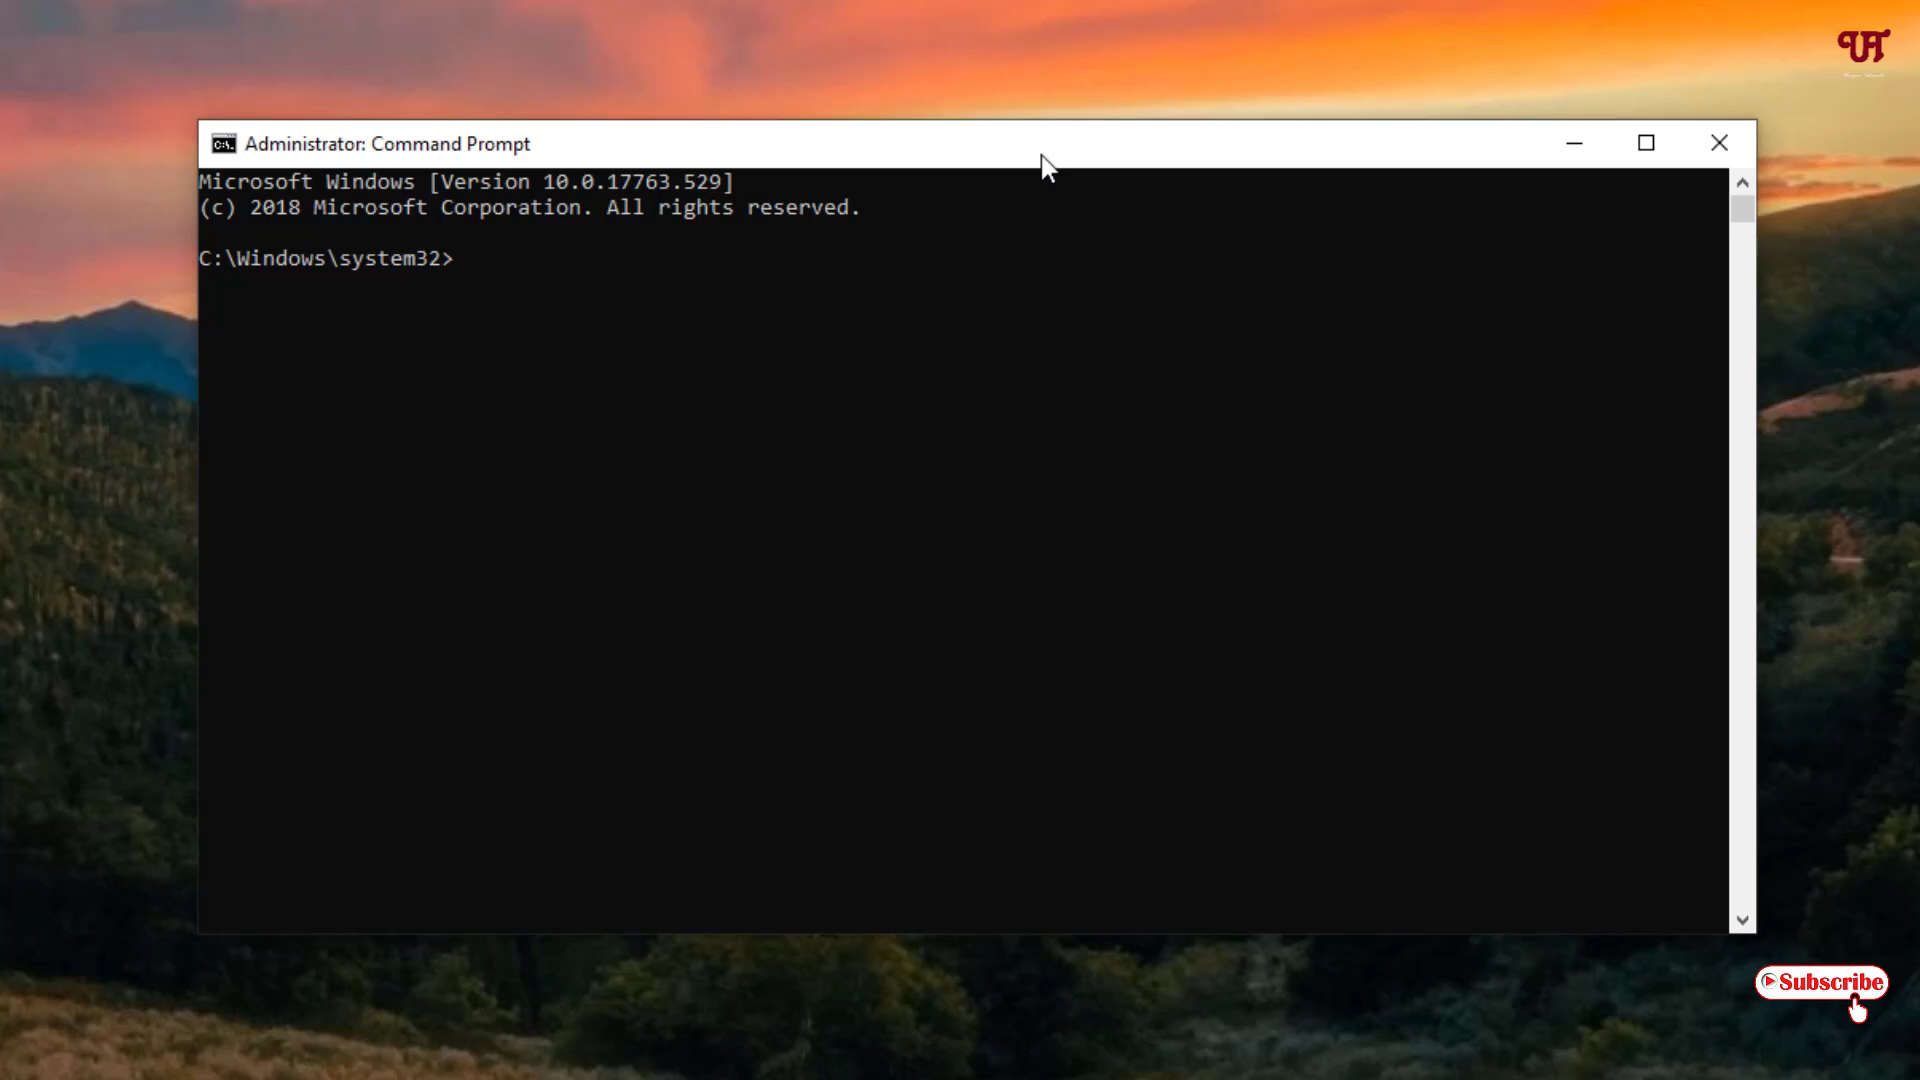 UT
Administrator: Command Prompt
Microsoft Windows [Version 10.0.17763.529]
(c) 2018 Microsoft Corporation. All rights reserved.
C:\Windows\system32>
Subscribe